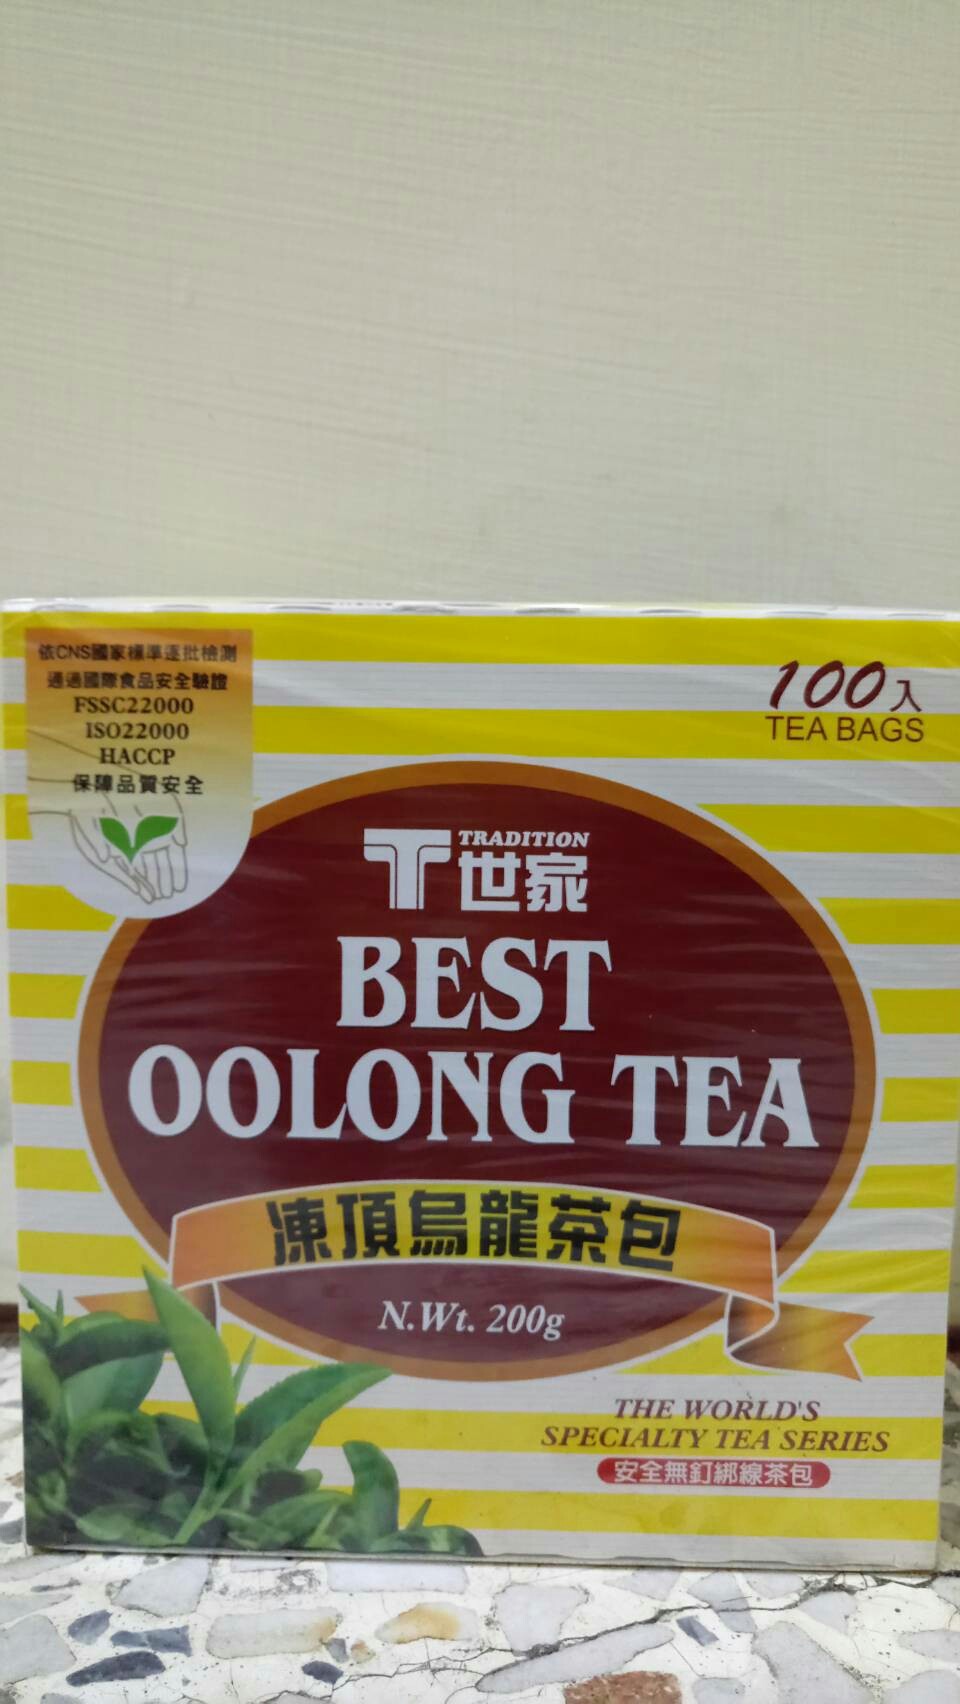 依CNS國家標準逐批檢測
通過國際食品安全驗證
FSSC22000
ISO22000
HACCP
保障品質安全
100入
TEA BAGS
T世家
TRADITION
BEST
OOLONG TEA
凍頂烏龍茶包
N.Wt. 200g
THE WORLD'S
SPECIALTY TEA SERIES
安全無釘綁線茶包